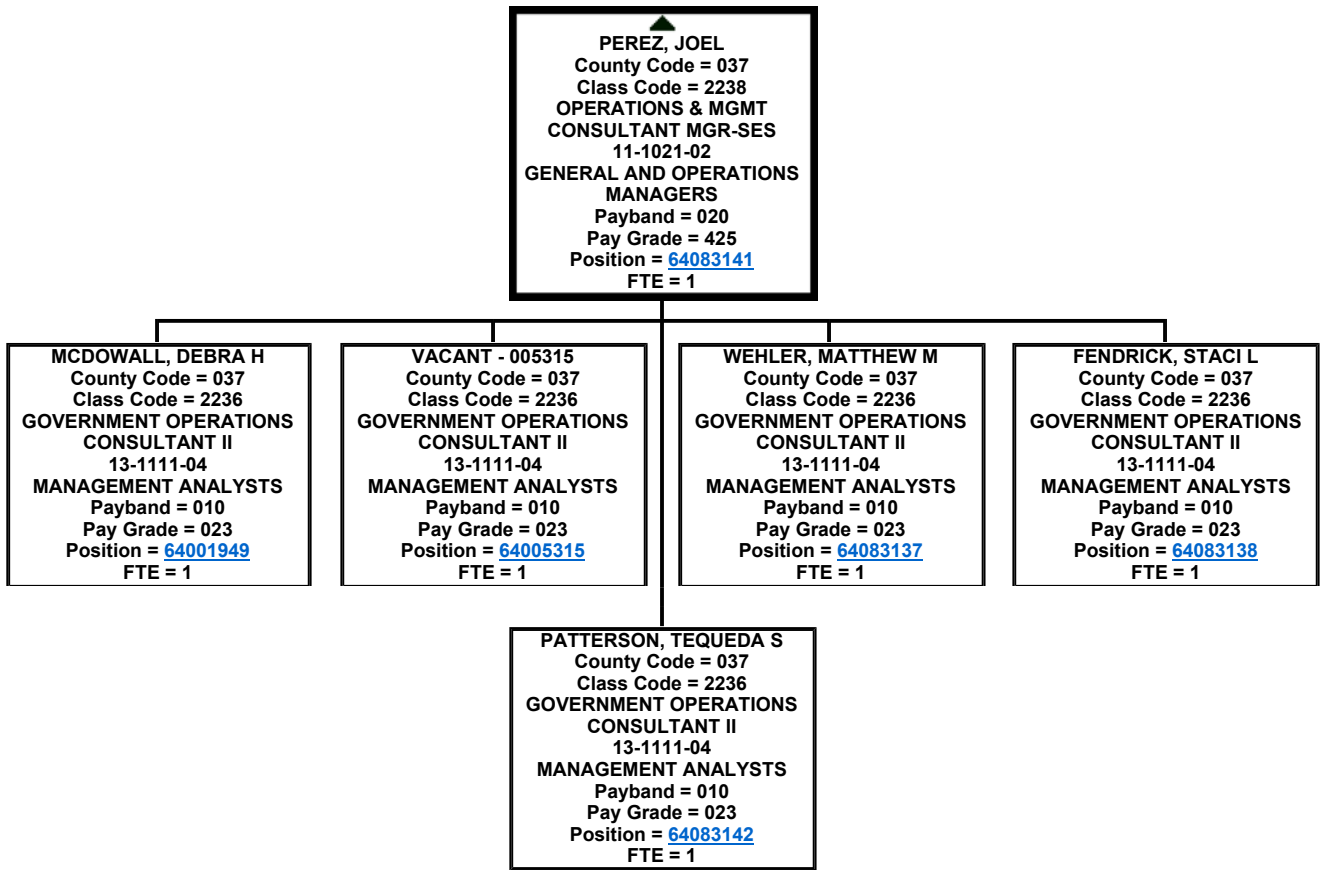 PEREZ, JOEL
County Code = 037
Class Code = 2238
OPERATIONS & MGMT
CONSULTANT MGR-SES
11-1021-02
GENERAL AND OPERATIONS
MANAGERS
Payband = 020
Pay Grade = 425
Position = 64083141
FTE = 1
MCDOWALL, DEBRA H
County Code = 037
Class Code = 2236
GOVERNMENT OPERATIONS
CONSULTANT II
13-1111-04
MANAGEMENT ANALYSTS
Payband = 010
Pay Grade = 023
Position = 64001949
FTE = 1
VACANT - 005315
County Code = 037
Class Code = 2236
GOVERNMENT OPERATIONS
CONSULTANT II
13-1111-04
MANAGEMENT ANALYSTS
Payband = 010
Pay Grade = 023
Position = 64005315
FTE = 1
WEHLER, MATTHEW M
County Code = 037
Class Code = 2236
GOVERNMENT OPERATIONS
CONSULTANT II
13-1111-04
MANAGEMENT ANALYSTS
Payband = 010
Pay Grade = 023
Position = 64083137
FTE = 1
FENDRICK, STACI L
County Code = 037
Class Code = 2236
GOVERNMENT OPERATIONS
CONSULTANT II
13-1111-04
MANAGEMENT ANALYSTS
Payband = 010
Pay Grade = 023
Position = 64083138
FTE = 1
PATTERSON, TEQUEDA S
County Code = 037
Class Code = 2236
GOVERNMENT OPERATIONS
CONSULTANT II
13-1111-04
MANAGEMENT ANALYSTS
Payband = 010
Pay Grade = 023
Position = 64083142
FTE = 1